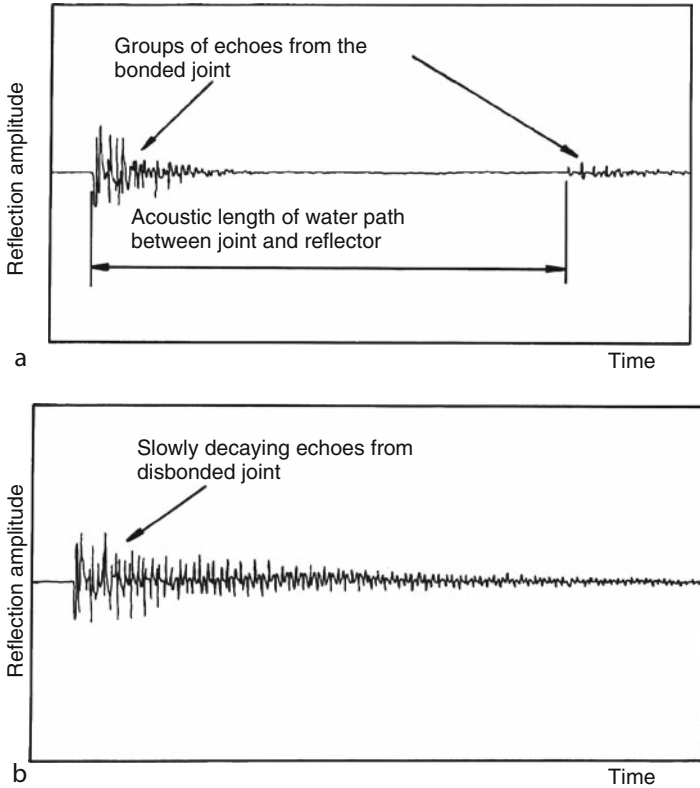 Groups of echoes from the
bonded joint
Reflection amplitude
Acoustic length of water path
between joint and reflector
a
Time
Slowly decaying echoes from
disbonded joint
Reflection amplitude
b
Time